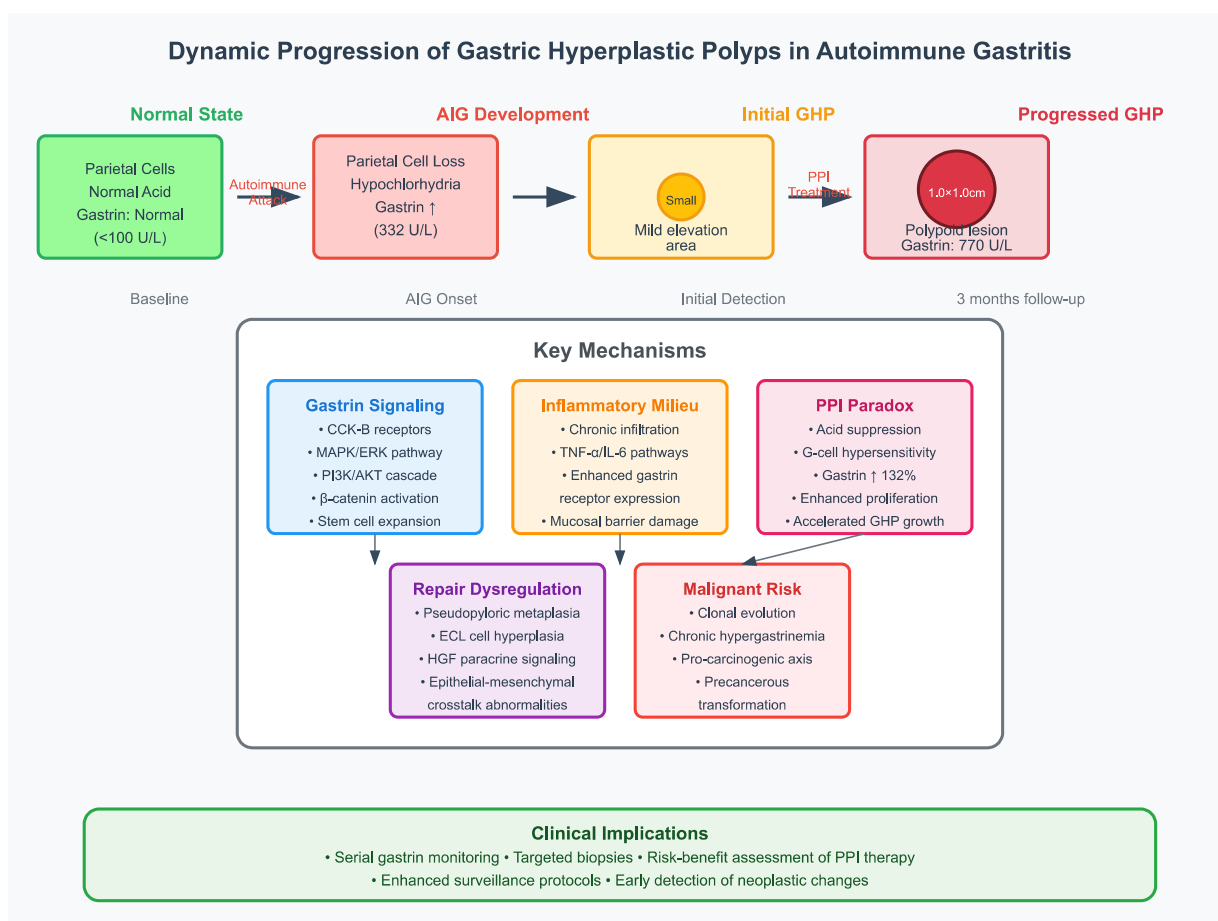 Dynamic Progression of Gastric Hyperplastic Polyps in Autoimmune Gastritis
Normal State
Parietal Cells
Normal Acid
Gastrin: Normal
(<100 U/L)
Baseline
Autoimmune
Attack
AIG Development
Parietal Cell Loss
Hypochlorhydria
Gastrin ↑
(332 U/L)
AIG Onset
Initial GHP
Small
Mild elevation
area
Initial Detection
PPI
Treatment
Progressed GHP
1.0×1.0cm
Polypoid lesion
Gastrin: 770 U/L
3 months follow-up
Key Mechanisms
Gastrin Signaling
• CCK-B receptors
• MAPK/ERK pathway
• PI3K/AKT cascade
• β-catenin activation
• Stem cell expansion
Inflammatory Milieu
• Chronic infiltration
• TNF-α/IL-6 pathways
• Enhanced gastrin
receptor expression
• Mucosal barrier damage
PPI Paradox
• Acid suppression
• G-cell hypersensitivity
• Gastrin ↑ 132%
• Enhanced proliferation
• Accelerated GHP growth
Repair Dysregulation
• Pseudopyloric metaplasia
• ECL cell hyperplasia
• HGF paracrine signaling
• Epithelial-mesenchymal
crosstalk abnormalities
Malignant Risk
• Clonal evolution
• Chronic hypergastrinemia
• Pro-carcinogenic axis
• Precancerous
transformation
Clinical Implications
• Serial gastrin monitoring • Targeted biopsies • Risk-benefit assessment of PPI therapy
• Enhanced surveillance protocols • Early detection of neoplastic changes